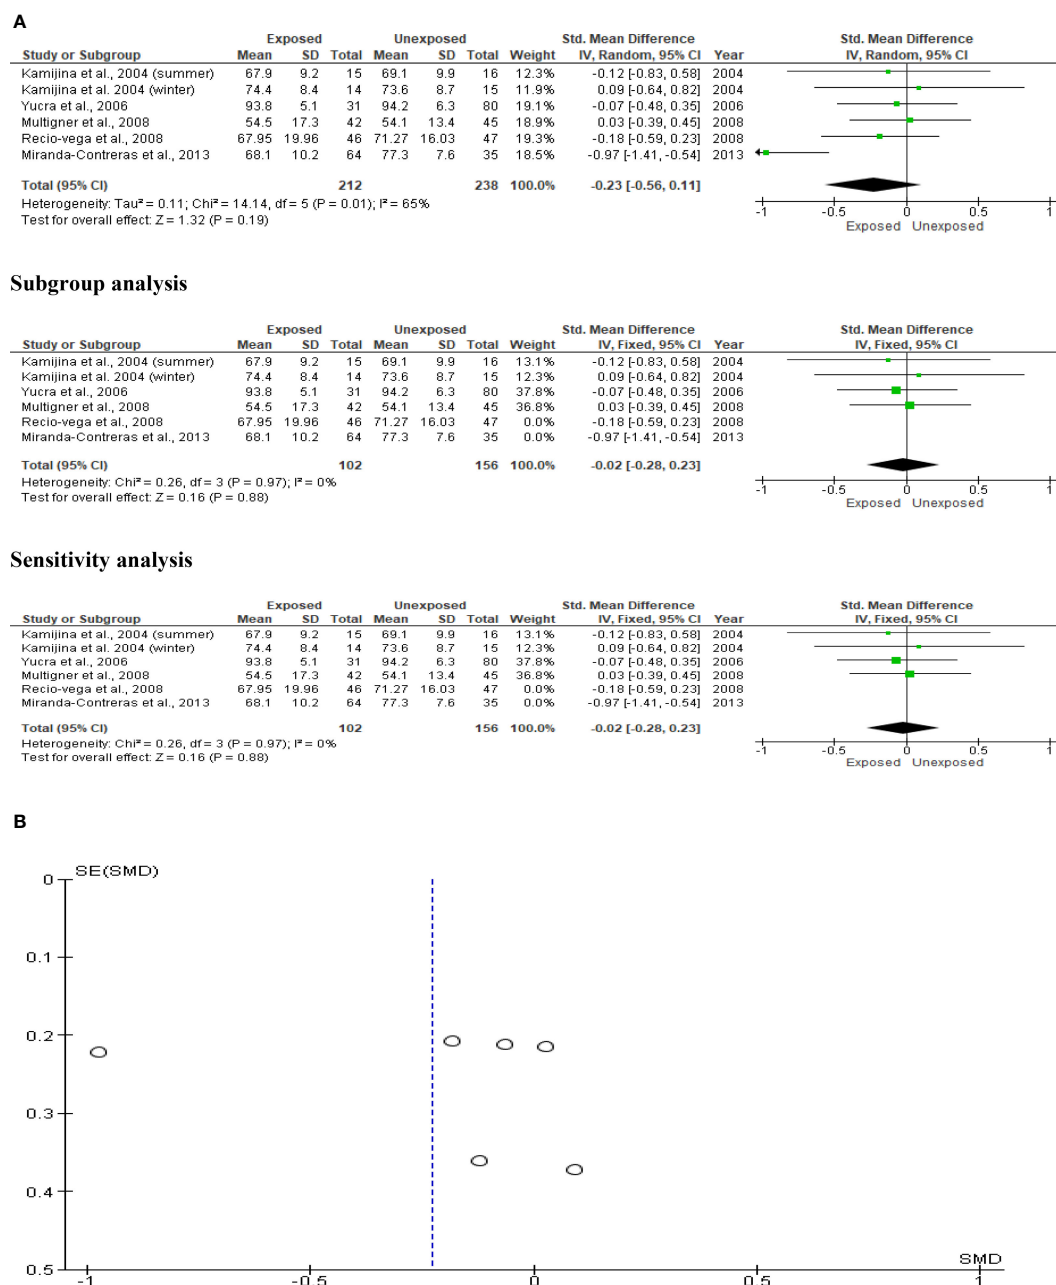 A
Exposed Unexposed Std. Mean Difference Std. Mean Difference
Study or Subgroup Mean SD Total Mean SD Total Weight IV, Random, 95% CI Year IV, Random, 95% CI
Kamijina et al., 2004 (summer) 67.9 9.2 15 69.1 9.9 16 12.3% -0.12 [-0.83, 0.58] 2004
Kamijina et al. 2004 (winter) 74.4 8.4 14 73.6 8.7 15 11.9% 0.09 [-0.64, 0.82] 2004
Yucra et al., 2006 93.8 5.1 31 94.2 6.3 80 19.1% -0.07 [-0.48, 0.35] 2006
Multigner et al., 2008 54.5 17.3 42 54.1 13.4 45 18.9% 0.03 [-0.39, 0.45] 2008
Recio-vega et al., 2008 67.95 19.96 46 71.27 16.03 47 19.3% -0.18 [-0.59, 0.23] 2008
Miranda-Contreras et al., 2013 68.1 10.2 64 77.3 7.6 35 18.5% -0.97 [-1.41, -0.54] 2013
Total (95% CI) 212 238 100.0% -0.23 [-0.56, 0.11]
Heterogeneity: Tau² = 0.11; Chi² = 14.14, df = 5 (P = 0.01); I² = 65%
Test for overall effect: Z = 1.32 (P = 0.19)
-1 -0.5 0 0.5 1
Exposed Unexposed
Subgroup analysis
Exposed Unexposed Std. Mean Difference Std. Mean Difference
Study or Subgroup Mean SD Total Mean SD Total Weight IV, Fixed, 95% CI Year IV, Fixed, 95% CI
Kamijina et al., 2004 (summer) 67.9 9.2 15 69.1 9.9 16 13.1% -0.12 [-0.83, 0.58] 2004
Kamijina et al. 2004 (winter) 74.4 8.4 14 73.6 8.7 15 12.3% 0.09 [-0.64, 0.82] 2004
Yucra et al., 2006 93.8 5.1 31 94.2 6.3 80 37.8% -0.07 [-0.48, 0.35] 2006
Multigner et al., 2008 54.5 17.3 42 54.1 13.4 45 36.8% 0.03 [-0.39, 0.45] 2008
Recio-vega et al., 2008 67.95 19.96 46 71.27 16.03 47 0.0% -0.18 [-0.59, 0.23] 2008
Miranda-Contreras et al., 2013 68.1 10.2 64 77.3 7.6 35 0.0% -0.97 [-1.41, -0.54] 2013
Total (95% CI) 102 156 100.0% -0.02 [-0.28, 0.23]
Heterogeneity: Chi² = 0.26, df = 3 (P = 0.97); I² = 0%
Test for overall effect: Z = 0.16 (P = 0.88)
-1 -0.5 0 0.5 1
Exposed Unexposed
Sensitivity analysis
Exposed Unexposed Std. Mean Difference Std. Mean Difference
Study or Subgroup Mean SD Total Mean SD Total Weight IV, Fixed, 95% CI Year IV, Fixed, 95% CI
Kamijina et al., 2004 (summer) 67.9 9.2 15 69.1 9.9 16 13.1% -0.12 [-0.83, 0.58] 2004
Kamijina et al. 2004 (winter) 74.4 8.4 14 73.6 8.7 15 12.3% 0.09 [-0.64, 0.82] 2004
Yucra et al., 2006 93.8 5.1 31 94.2 6.3 80 37.8% -0.07 [-0.48, 0.35] 2006
Multigner et al., 2008 54.5 17.3 42 54.1 13.4 45 36.8% 0.03 [-0.39, 0.45] 2008
Recio-vega et al., 2008 67.95 19.96 46 71.27 16.03 47 0.0% -0.18 [-0.59, 0.23] 2008
Miranda-Contreras et al., 2013 68.1 10.2 64 77.3 7.6 35 0.0% -0.97 [-1.41, -0.54] 2013
Total (95% CI) 102 156 100.0% -0.02 [-0.28, 0.23]
Heterogeneity: Chi² = 0.26, df = 3 (P = 0.97); I² = 0%
Test for overall effect: Z = 0.16 (P = 0.88)
-1 -0.5 0 0.5 1
Exposed Unexposed
B
SE(SMD)
0
0.1
0.2
0.3
0.4
0.5
SMD
-1 -0.5 0 0.5 1